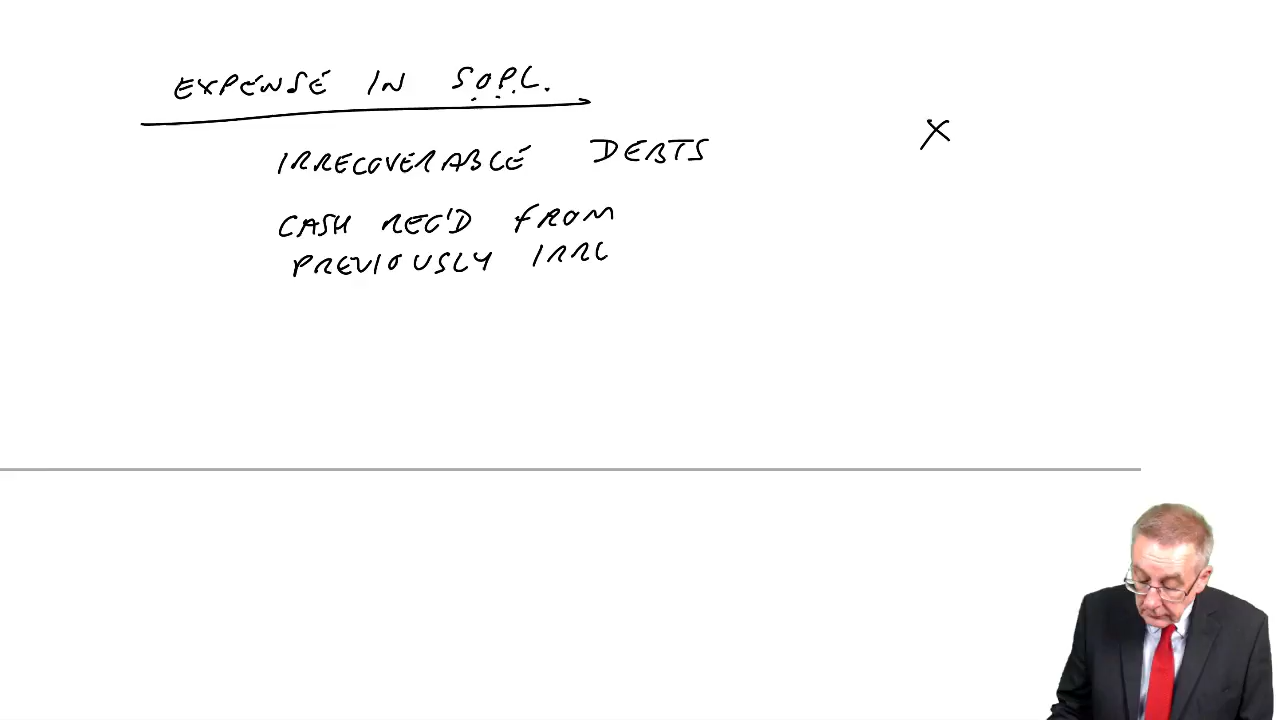 EXPENSE IN S.O.P.L.
IRRECOVERABLE DEBTS X
CASH REC'D FROM
PREVIOUSLY IRRC